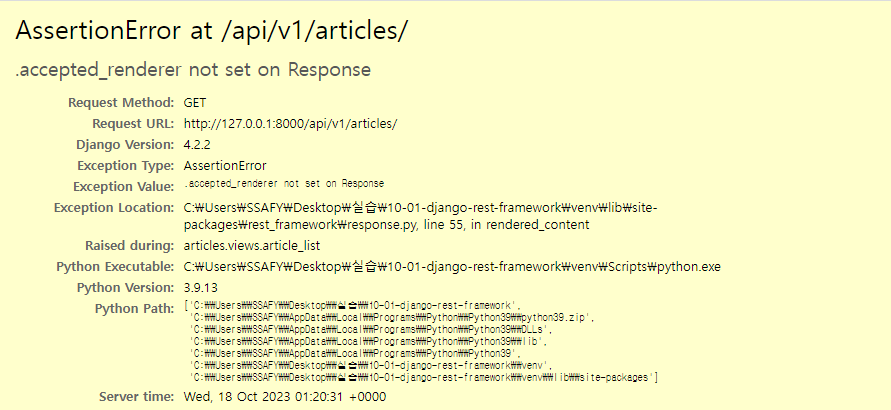 AssertionError at /api/v1/articles/
.accepted_renderer not set on Response
Request Method: GET
Request URL: http://127.0.0.1:8000/api/v1/articles/
Django Version: 4.2.2
Exception Type: AssertionError
Exception Value: .accepted_renderer not set on Response
Exception Location: C:₩Users₩SSAFY₩Desktop₩실습₩10-01-django-rest-framework₩venv₩lib₩site-
packages₩rest_framework₩response.py, line 55, in rendered_content
Raised during: articles.views.article_list
Python Executable: C:₩Users₩SSAFY₩Desktop₩실습₩10-01-django-rest-framework₩venv₩Scripts₩python.exe
Python Version: 3.9.13
Python Path: ['C:₩₩Users₩₩SSAFY₩₩Desktop₩₩실습₩₩10-01-django-rest-framework',
'C:₩₩Users₩₩SSAFY₩₩AppData₩₩Local₩₩Programs₩₩Python₩₩Python39₩₩python39.zip',
'C:₩₩Users₩₩SSAFY₩₩AppData₩₩Local₩₩Programs₩₩Python₩₩Python39₩₩DLLs',
'C:₩₩Users₩₩SSAFY₩₩AppData₩₩Local₩₩Programs₩₩Python₩₩Python39₩₩lib',
'C:₩₩Users₩₩SSAFY₩₩AppData₩₩Local₩₩Programs₩₩Python₩₩Python39',
'C:₩₩Users₩₩SSAFY₩₩Desktop₩₩실습₩₩10-01-django-rest-framework₩₩venv',
'C:₩₩Users₩₩SSAFY₩₩Desktop₩₩실습₩₩10-01-django-rest-framework₩₩venv₩₩lib₩₩site-packages']
Server time: Wed, 18 Oct 2023 01:20:31 +0000